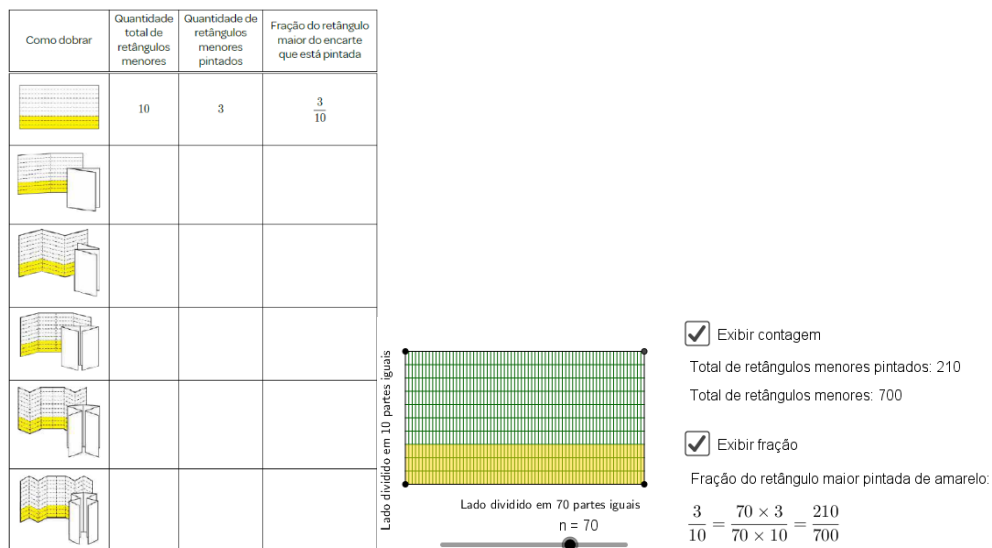 Como dobrar
Quantidade
total de
retângulos
menores
Quantidade de
retângulos
menores
pintados
Fração do retângulo
maior do encarte
que está pintada
10
3
3
10
Lado dividido em 10 partes iguais
Lado dividido em 70 partes iguais
n = 70
Exibir contagem
Total de retângulos menores pintados: 210
Total de retângulos menores: 700
Exibir fração
Fração do retângulo maior pintada de amarelo:
3/10 = 70 × 3/70 × 10 = 210/700